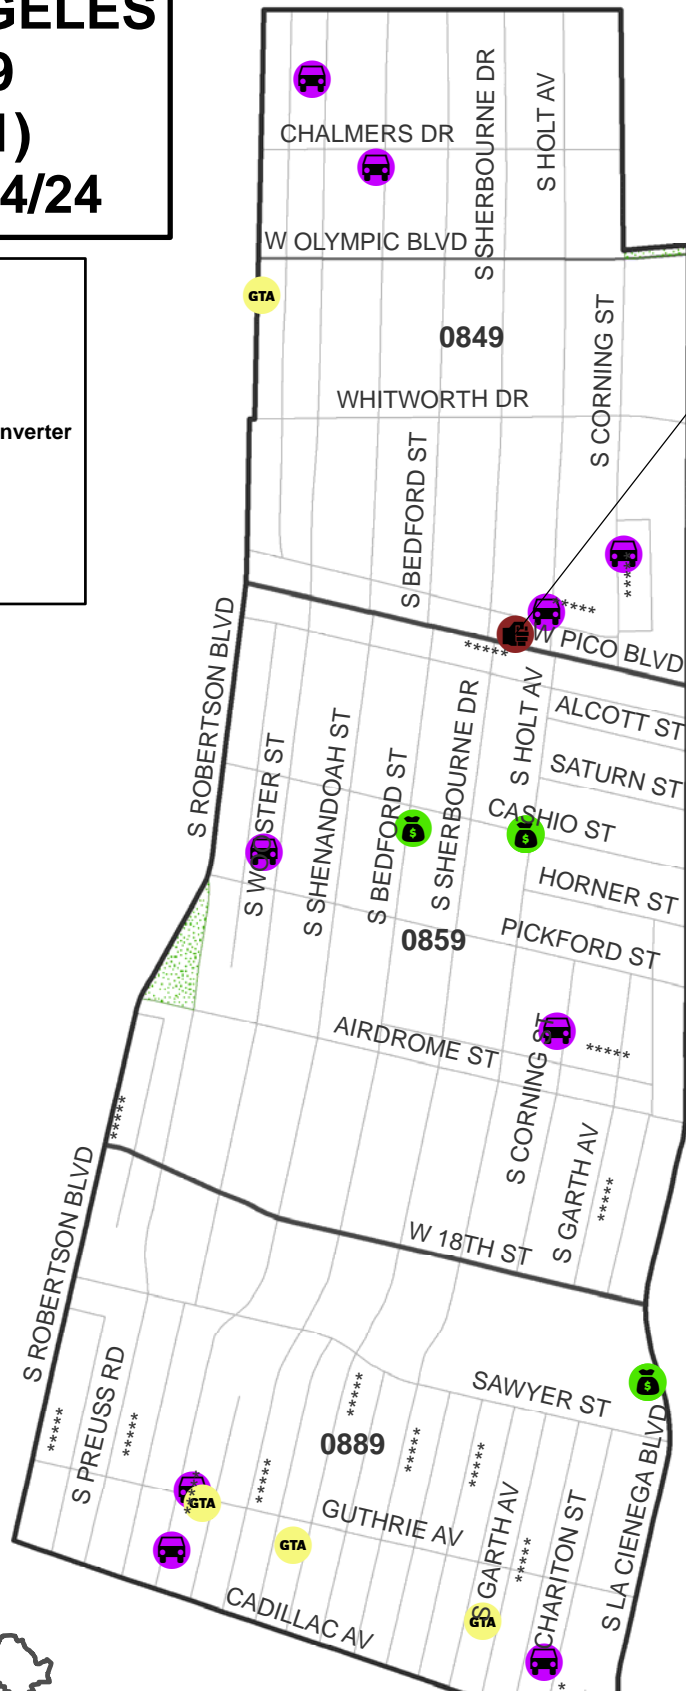 GELES
9
)
4/24
nverter
CHALMERS DR
S SHERBOURNE DR
S HOLT AV
W OLYMPIC BLVD
GTA
0849
S CORNING ST
WHITWORTH DR
S BEDFORD ST
*****
*****
*****
W PICO BLVD
S ROBERTSON BLVD
ALCOTT ST
S HOLT AV
SATURN ST
S SHERBOURNE DR
S SHENANDOAH ST
S BEDFORD ST
CASHIO ST
HORNER ST
0859
PICKFORD ST
AIRDROME ST
S CORNING ST
*****
*****
S GARTH AV
*****
W 18TH ST
S ROBERTSON BLVD
SAWYER ST
S PREUSS RD
*****
*****
*****
*****
*****
*****
0889
S LA CIENEGA BLVD
GTA
GUTHRIE AV
S GARTH AV
CHARITON ST
*****
GTA
GTA
CADILLAC AV
*